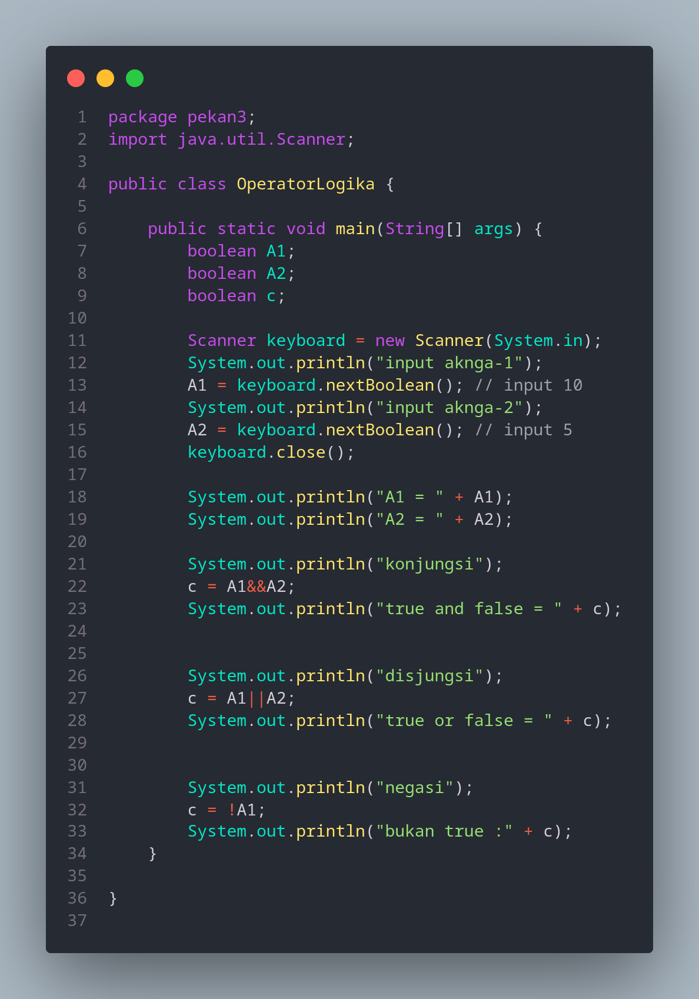 1 package pekan3;
2 import java.util.Scanner;
3
4 public class OperatorLogika {
5
6     public static void main(String[] args) {
7         boolean A1;
8         boolean A2;
9         boolean c;
10
11         Scanner keyboard = new Scanner(System.in);
12         System.out.println("input aknga-1");
13         A1 = keyboard.nextBoolean(); // input 10
14         System.out.println("input aknga-2");
15         A2 = keyboard.nextBoolean(); // input 5
16         keyboard.close();
17
18         System.out.println("A1 = " + A1);
19         System.out.println("A2 = " + A2);
20
21         System.out.println("konjungsi");
22         c = A1&&A2;
23         System.out.println("true and false = " + c);
24
25
26         System.out.println("disjungsi");
27         c = A1||A2;
28         System.out.println("true or false = " + c);
29
30
31         System.out.println("negasi");
32         c = !A1;
33         System.out.println("bukan true :" + c);
34     }
35
36 }
37